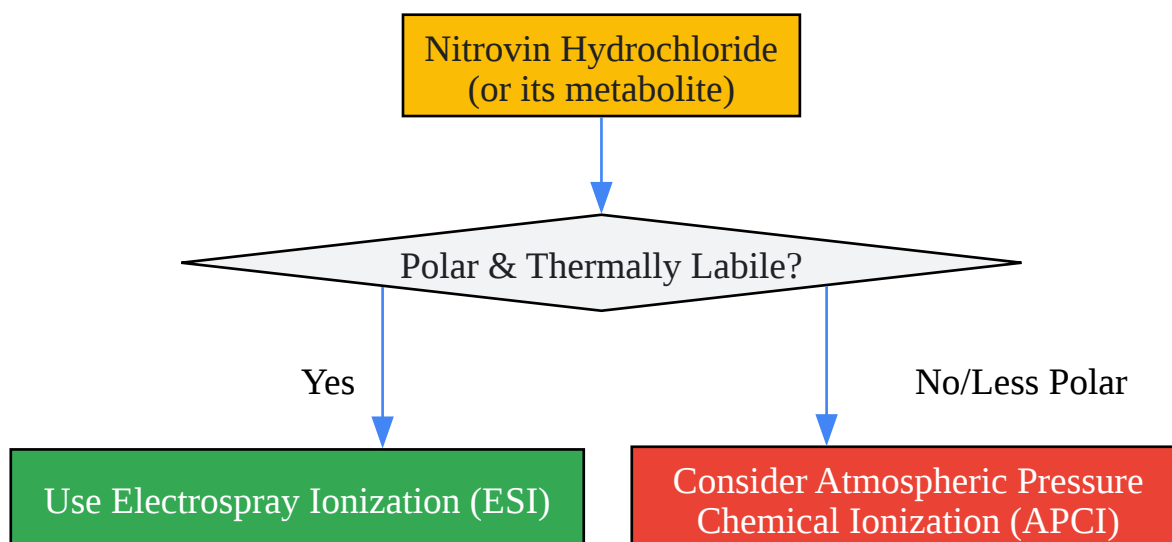 Nitrovin Hydrochloride
(or its metabolite)
Polar & Thermally Labile?
Yes
No/Less Polar
Use Electrospray Ionization (ESI)
Consider Atmospheric Pressure
Chemical Ionization (APCI)